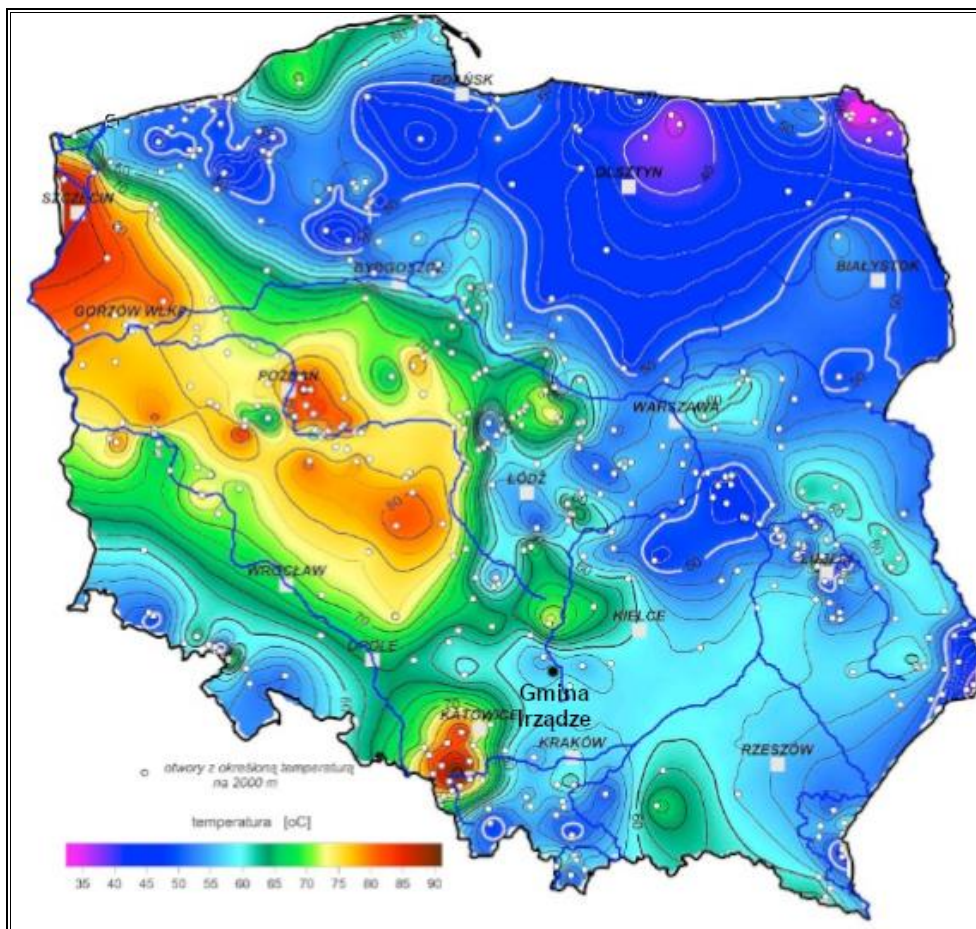 GDAŃSK
OLSZTYN
SZCZECIN
BYDGOSZCZ
BIAŁYSTOK
GORZÓW WLKP
POZNAŃ
WARSZAWA
ŁÓDŹ
WROCŁAW
LUBLIN
KIELCE
OPOLE
Gmina
Irządze
KATOWICE
KRAKÓW
RZESZÓW
otwory z określoną temperaturą
na 2000 m
temperatura [oC]
35 40 45 50 55 60 65 70 75 80 85 90